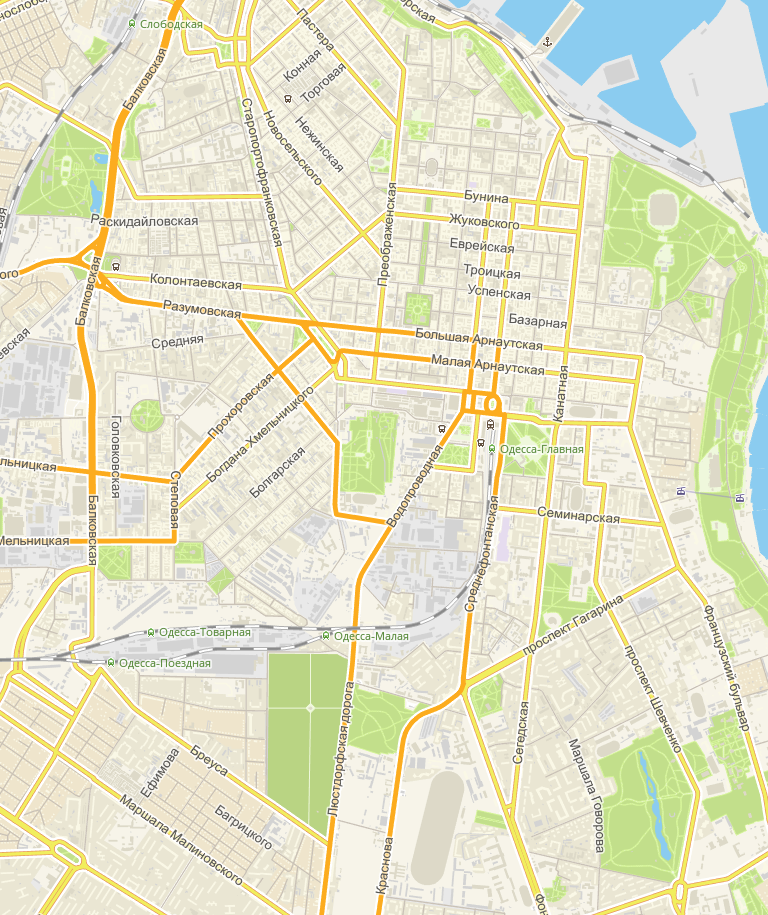 Слободская
Пастера
Конная
Торговая
Балковская
Нежинская
Новосельского
Старопортофранковская
Преображенская
Бунина
Жуковского
Раскидайловская
Еврейская
Троицкая
Успенская
Колонтаевская
Балковская
Разумовская
Базарная
Большая Арнаутская
Средняя
Малая Арнаутская
Канатная
Прохоровская
Богдана Хмельницкого
Головковская
Болгарская
Одесса-Главная
льницкая
Степовая
Водопроводная
Семинарская
Балковская
Мельницкая
Среднефонтанская
проспект Гагарина
Одесса-Товарная
Одесса-Малая
Одесса-Поездная
Французский бульвар
проспект Шевченко
Люстдорфская дорога
Сегедская
Бреуса
Ефимова
Маршала Говорова
Багрицкого
Маршала Малиновского
Краснова